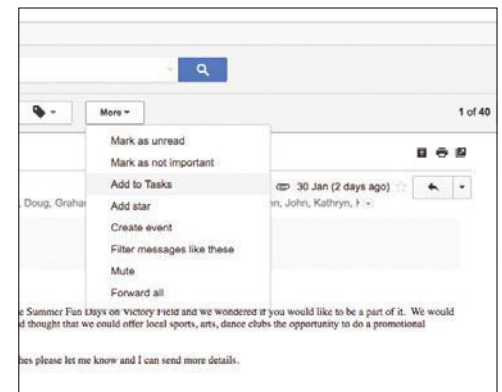 More
1 of 40
Mark as unread
Mark as not important
Add to Tasks
30 Jan (2 days ago)
, Doug, Graha
nn, John, Kathryn,
Add star
Create event
Filter messages like these
Mute
Forward all
e Summer Fun Days on Victory Field and we wondered if you would like to be a part of it. We would
d thought that we could offer local sports, arts, dance clubs the opportunity to do a promotional
hes please let me know and I can send more details.